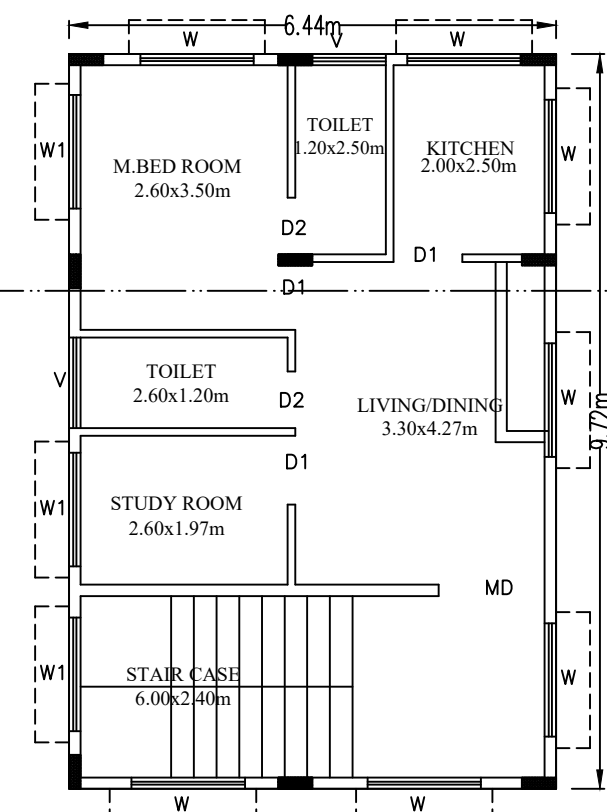 6.44m
W
V
W
W1
M.BED ROOM
2.60x3.50m
TOILET
1.20x2.50m
KITCHEN
2.00x2.50m
W
D2
D1
D1
V
TOILET
2.60x1.20m
D2
LIVING/DINING
3.30x4.27m
W
9.72m
D1
W1
STUDY ROOM
2.60x1.97m
MD
W1
STAIR CASE
6.00x2.40m
W
W
W